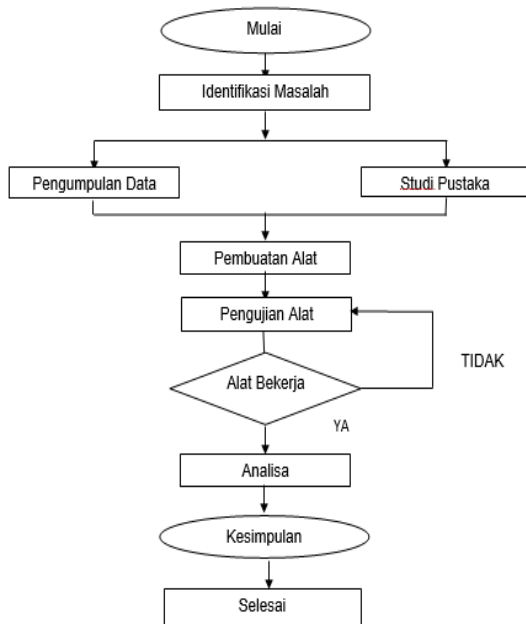 Mulai
Identifikasi Masalah
Pengumpulan Data
Studi Pustaka
Pembuatan Alat
Pengujian Alat
Alat Bekerja
TIDAK
YA
Analisa
Kesimpulan
Selesai